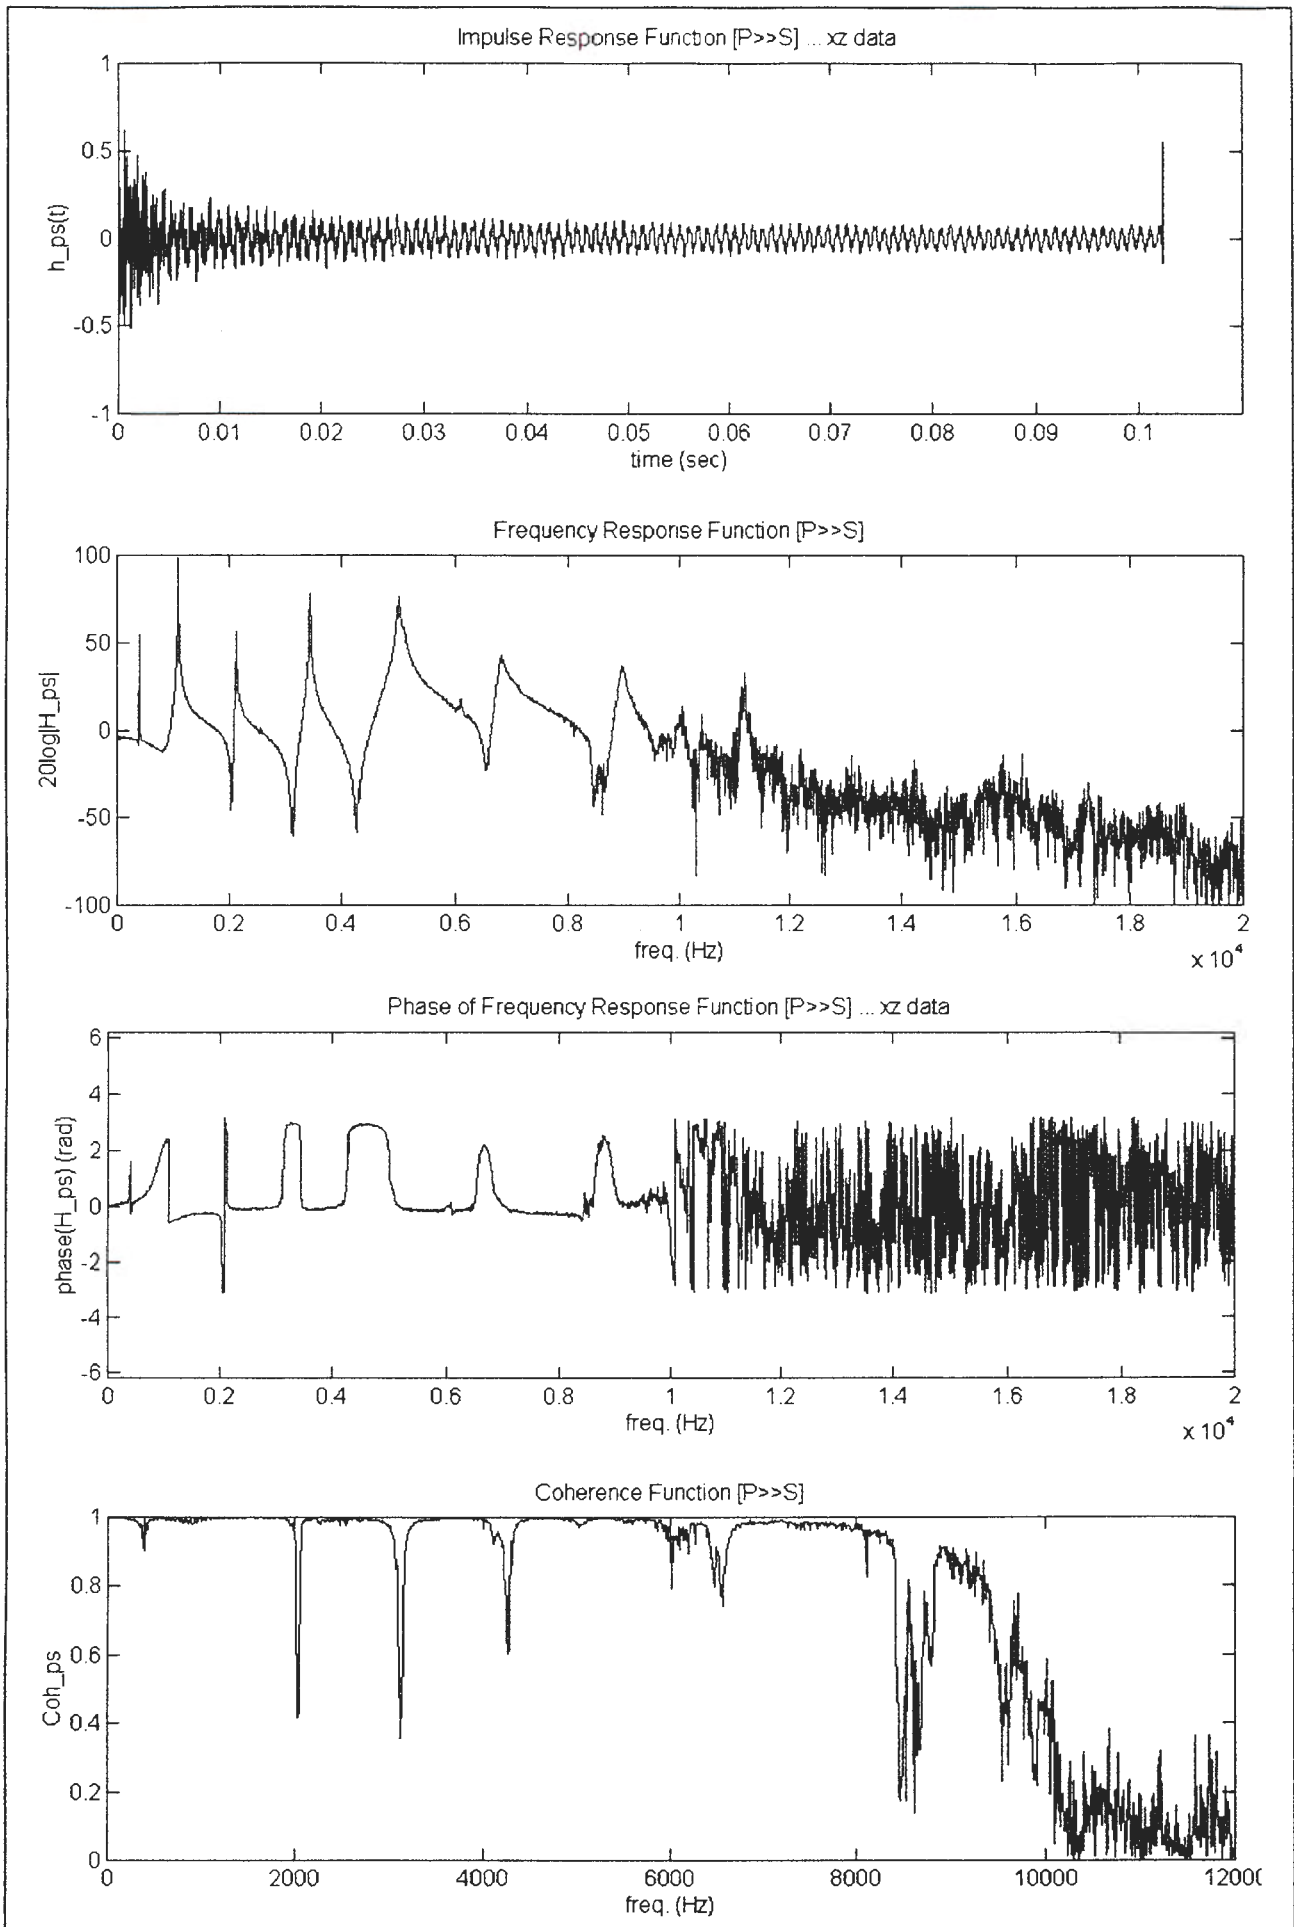 Impulse Response Function [P>>S] ... xz data
1
0.5
0
-0.5
-1
h_ps(t)
0 0.01 0.02 0.03 0.04 0.05 0.06 0.07 0.08 0.09 0.1
time (sec)
Frequency Response Function [P>>S]
100
50
0
-50
-100
20log|H_ps|
0 0.2 0.4 0.6 0.8 1 1.2 1.4 1.6 1.8 2
freq. (Hz)
x 10^4
Phase of Frequency Response Function [P>>S] ... xz data
6
4
2
0
-2
-4
-6
phase(H_ps) (rad)
0 0.2 0.4 0.6 0.8 1 1.2 1.4 1.6 1.8 2
freq. (Hz)
x 10^4
Coherence Function [P>>S]
1
0.8
0.6
0.4
0.2
0
Coh_ps
0 2000 4000 6000 8000 10000 12000
freq. (Hz)